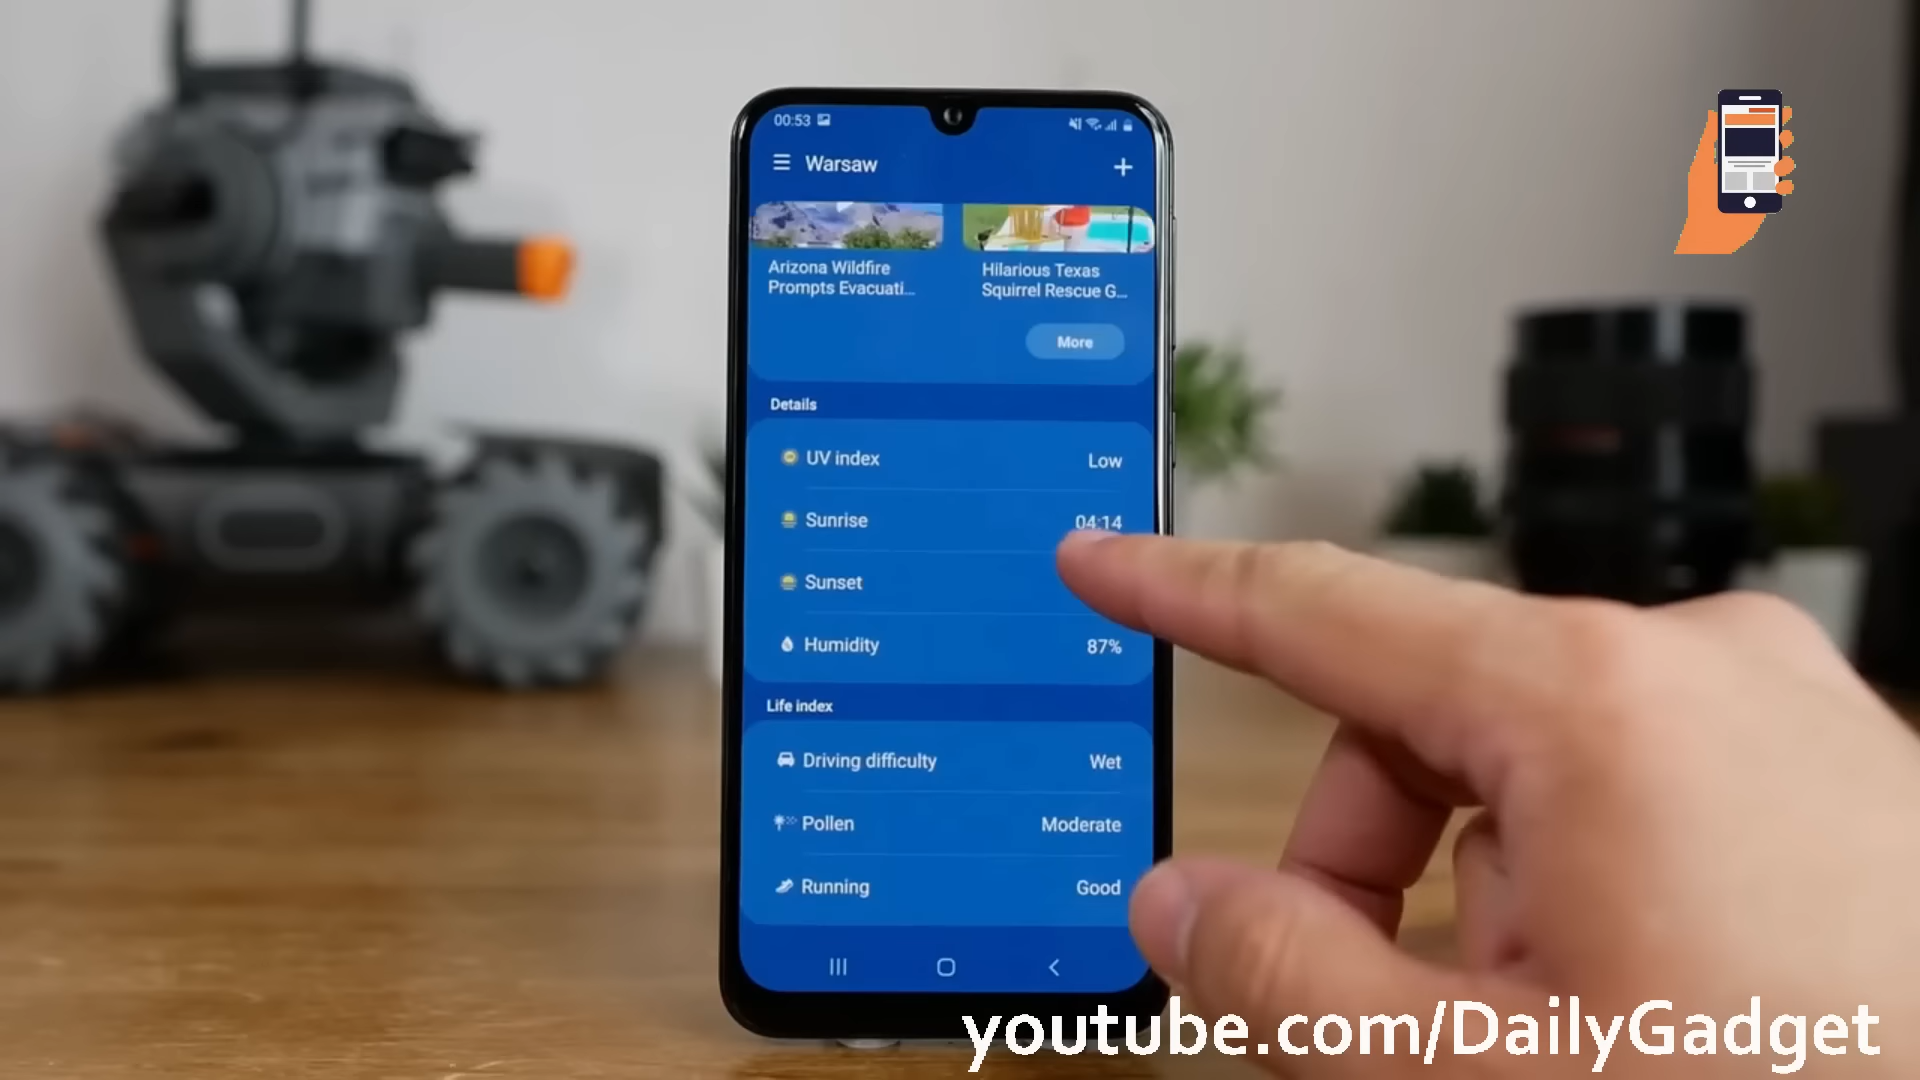 00:53
Warsaw
Arizona Wildfire
Prompts Evacuati...
Hilarious Texas
Squirrel Rescue G...
More
Details
UV index Low
Sunrise 04:14
Sunset
Humidity 87%
Life index
Driving difficulty Wet
Pollen Moderate
Running Good
youtube.com/DailyGadget